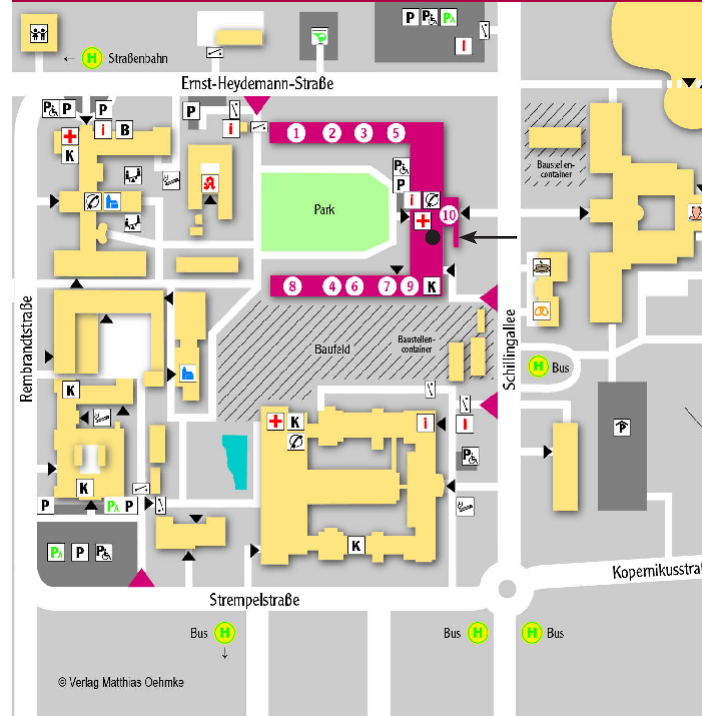 P P
I
H Straßenbahn
Ernst-Heydemann-Straße
P P P P
i B i
K
1 2 3 5
Baustellen-
container
P
i
Park
10
8 4 6 7 9 K
Rembrandtstraße
Schillingallee
Baufeld
Baustellen-
container
H Bus
K
K
i I
P
K
P P P
K
P P P
Kopernikusstra
Strempelstraße
Bus H
Bus H
H Bus
© Verlag Matthias Oehmke